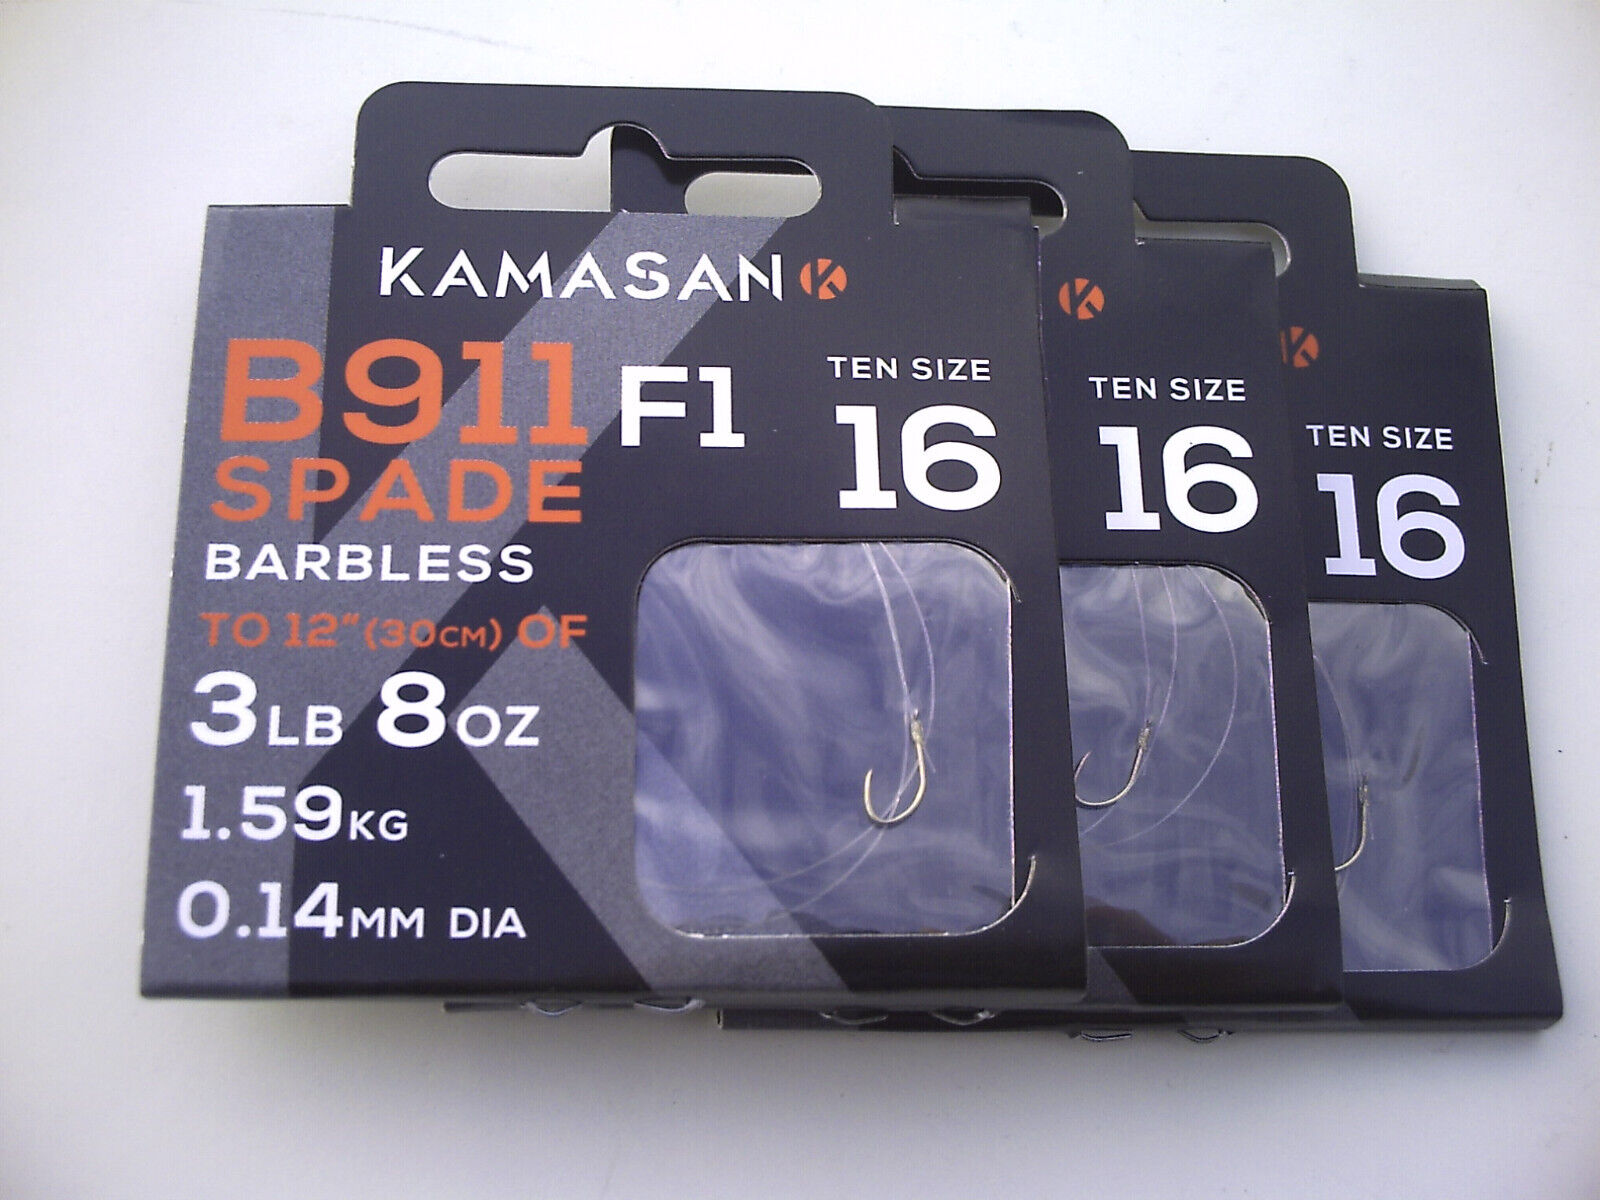 KAMASAN K
B911 F1
SPADE
BARBLESS
TO 12" (30CM) OF
3LB 8OZ
1.59KG
0.14MM DIA
TEN SIZE
16
K
TEN SIZE
16
K
TEN SIZE
16